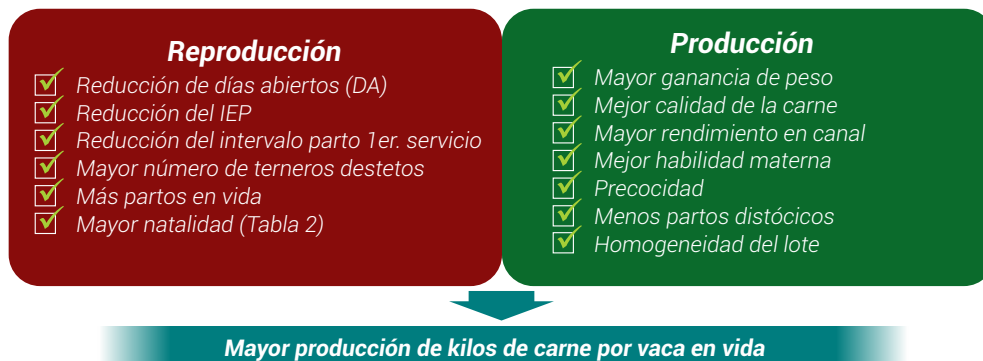 Reproducción
Reducción de días abiertos (DA)
Reducción del IEP
Reducción del intervalo parto 1er. servicio
Mayor número de terneros destetos
Más partos en vida
Mayor natalidad (Tabla 2)
Producción
Mayor ganancia de peso
Mejor calidad de la carne
Mayor rendimiento en canal
Mejor habilidad materna
Precocidad
Menos partos distócicos
Homogeneidad del lote
Mayor producción de kilos de carne por vaca en vida